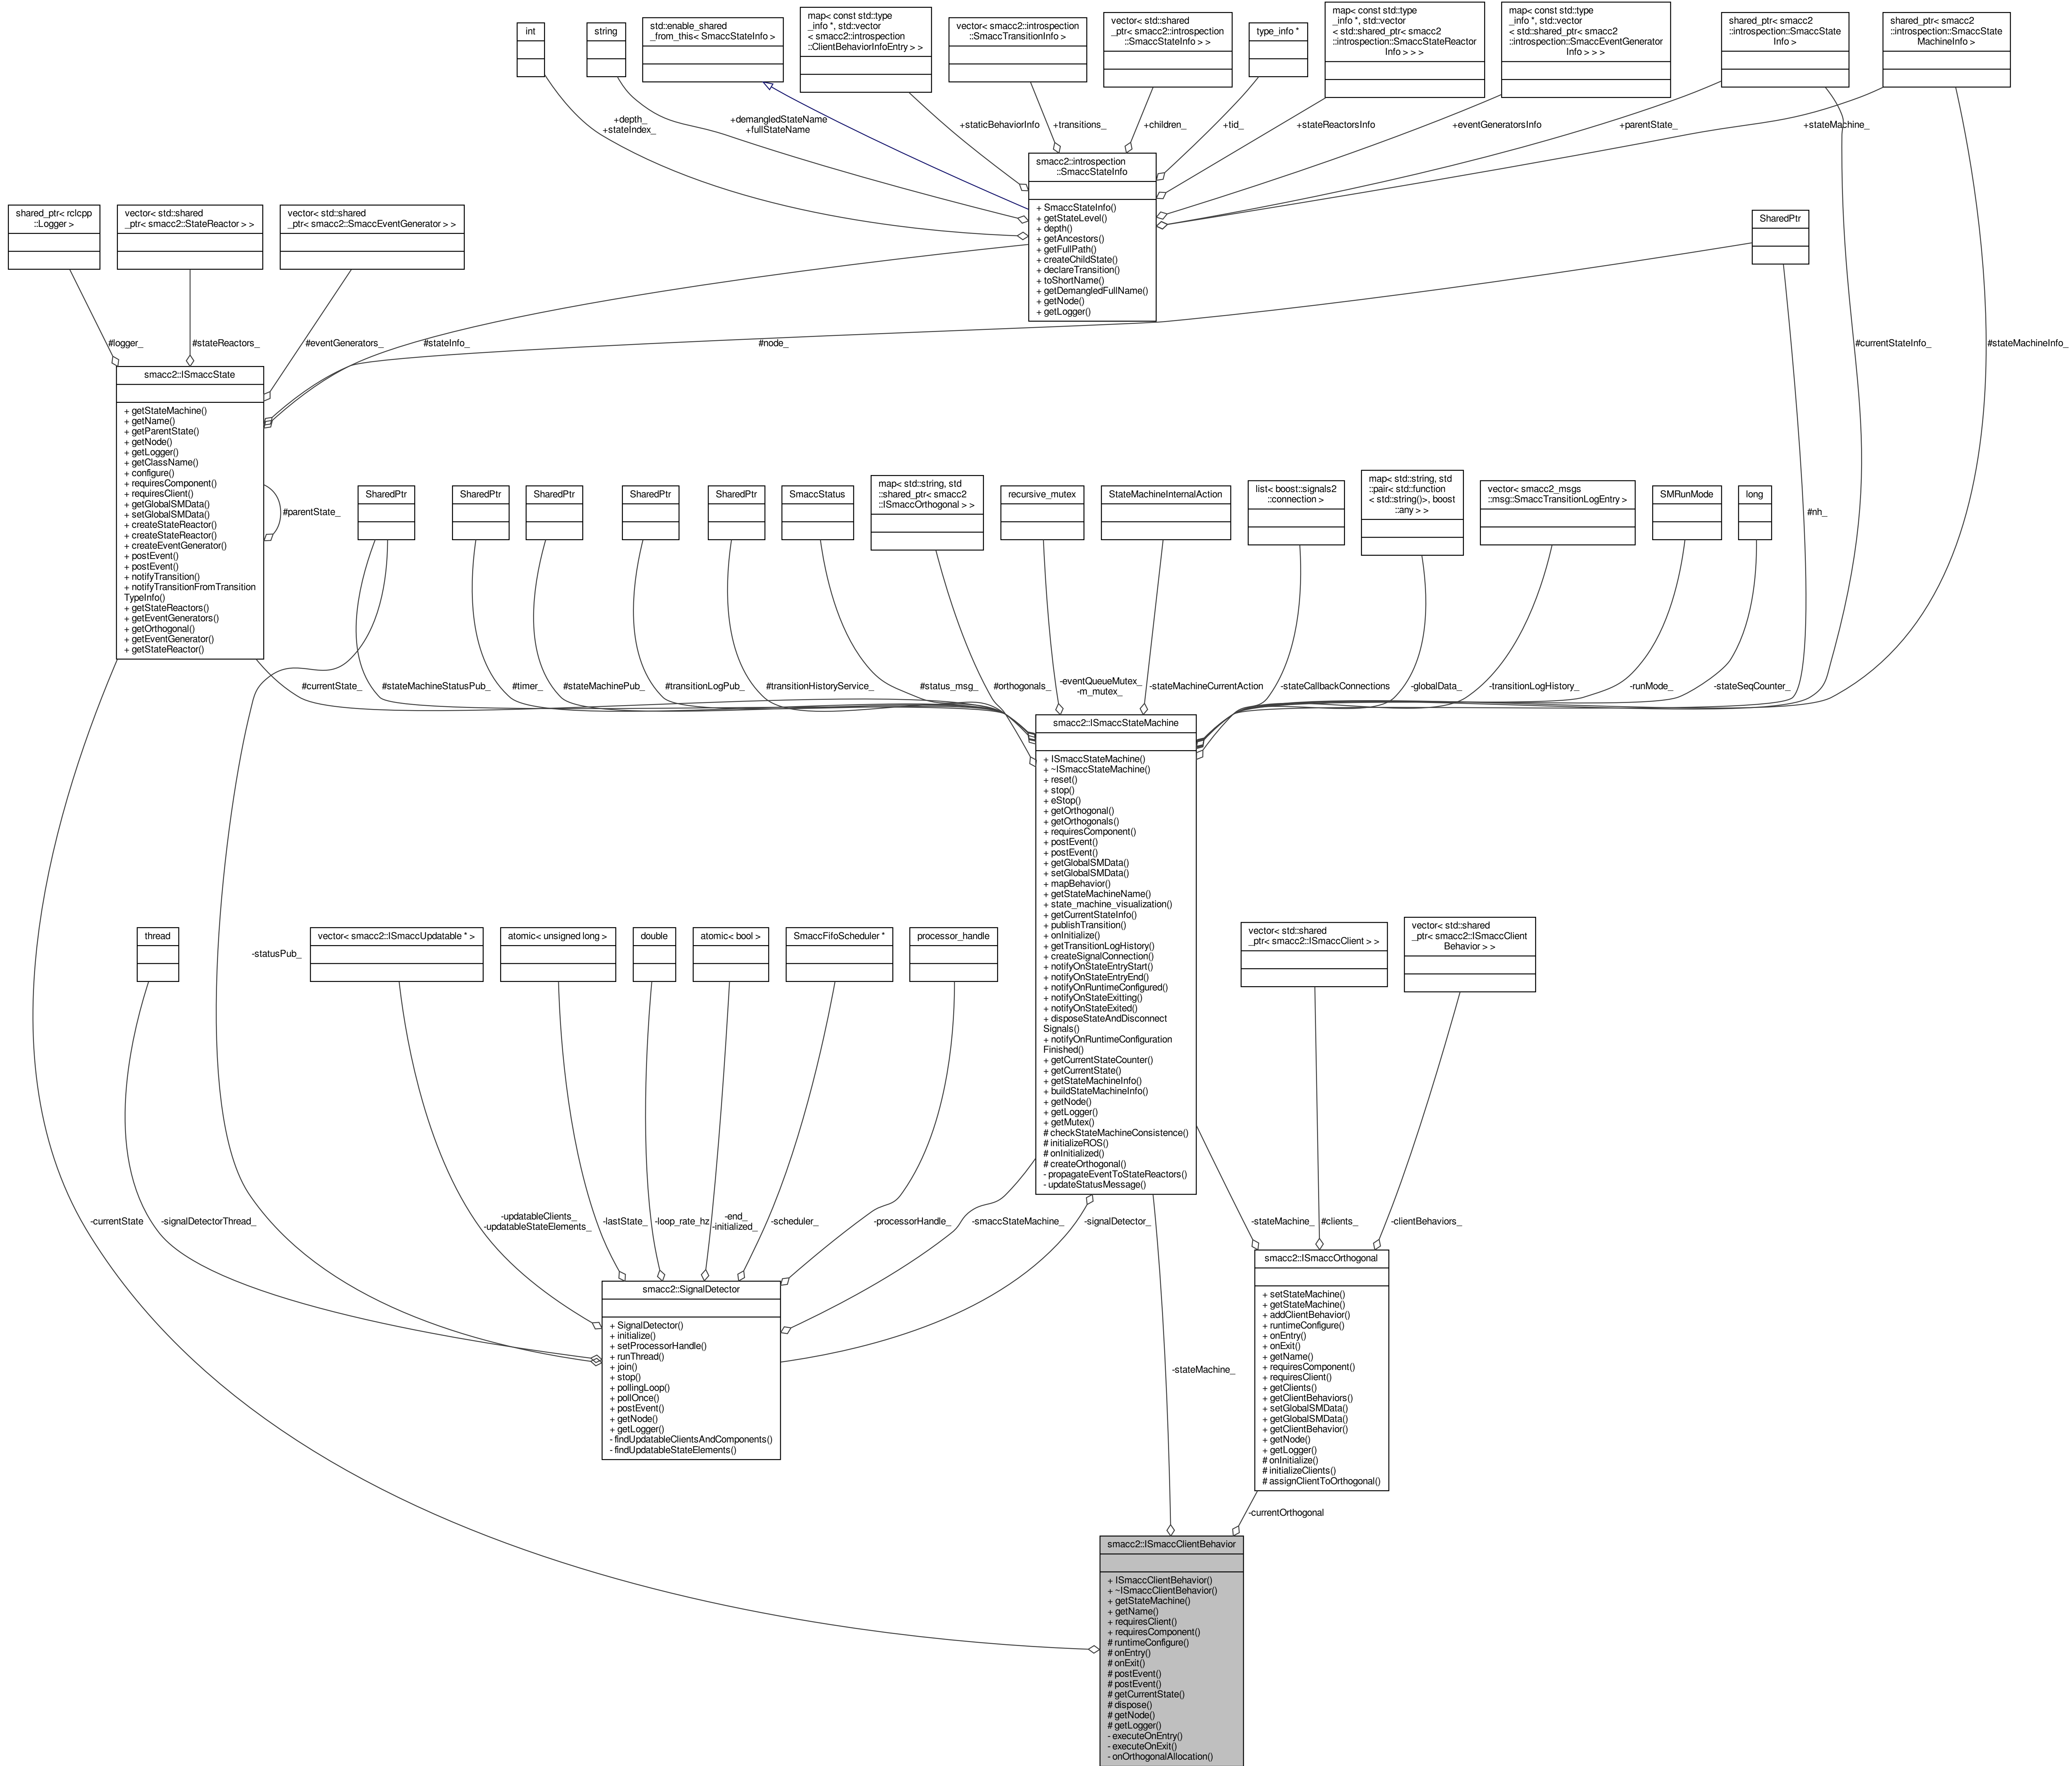 int
string
std::enable_shared
_from_this< SmaccStateInfo >
map< const std::type
_info *, std::vector
< smacc2::introspection
::ClientBehaviorInfoEntry > >
vector< smacc2::introspection
::SmaccTransitionInfo >
vector< std::shared
_ptr< smacc2::introspection
::SmaccStateInfo > >
type_info *
map< const std::type
_info *, std::vector
< std::shared_ptr< smacc2
::introspection::SmaccStateReactor
Info > > >
map< const std::type
_info *, std::vector
< std::shared_ptr< smacc2
::introspection::SmaccEventGenerator
Info > > >
shared_ptr< smacc2
::introspection::SmaccState
Info >
shared_ptr< smacc2
::introspection::SmaccState
MachineInfo >
+depth_
+stateIndex_
+demangledStateName
+fullStateName
+staticBehaviorInfo
+transitions_
+children_
+tid_
+stateReactorsInfo
+eventGeneratorsInfo
+parentState_
+stateMachine_
smacc2::introspection
::SmaccStateInfo
+ SmaccStateInfo()
+ getStateLevel()
+ depth()
+ getAncestors()
+ getFullPath()
+ createChildState()
+ declareTransition()
+ toShortName()
+ getDemangledFullName()
+ getNode()
+ getLogger()
shared_ptr< rclcpp
::Logger >
vector< std::shared
_ptr< smacc2::StateReactor > >
vector< std::shared
_ptr< smacc2::SmaccEventGenerator > >
SharedPtr
#logger_
#stateReactors_
#eventGenerators_
#stateInfo_
#node_
#currentStateInfo_
#stateMachineInfo_
smacc2::ISmaccState
+ getStateMachine()
+ getName()
+ getParentState()
+ getNode()
+ getLogger()
+ getClassName()
+ configure()
+ requiresComponent()
+ requiresClient()
+ getGlobalSMData()
+ setGlobalSMData()
+ createStateReactor()
+ createStateReactor()
+ createEventGenerator()
+ postEvent()
+ postEvent()
+ notifyTransition()
+ notifyTransitionFromTransition
TypeInfo()
+ getStateReactors()
+ getEventGenerators()
+ getOrthogonal()
+ getEventGenerator()
+ getStateReactor()
#parentState_
SharedPtr
SharedPtr
SharedPtr
SharedPtr
SharedPtr
SmaccStatus
map< std::string, std
::shared_ptr< smacc2
::ISmaccOrthogonal > >
recursive_mutex
StateMachineInternalAction
list< boost::signals2
::connection >
map< std::string, std
::pair< std::function
< std::string()>, boost
::any > >
vector< smacc2_msgs
::msg::SmaccTransitionLogEntry >
SMRunMode
long
#nh_
#currentState_
#stateMachineStatusPub_
#timer_
#stateMachinePub_
#transitionLogPub_
#transitionHistoryService_
#status_msg_
#orthogonals_
-eventQueueMutex_
-m_mutex_
-stateMachineCurrentAction
-stateCallbackConnections
-globalData_
-transitionLogHistory_
-runMode_
-stateSeqCounter_
smacc2::ISmaccStateMachine
+ ISmaccStateMachine()
+ ~ISmaccStateMachine()
+ reset()
+ stop()
+ eStop()
+ getOrthogonal()
+ getOrthogonals()
+ requiresComponent()
+ postEvent()
+ postEvent()
+ getGlobalSMData()
+ setGlobalSMData()
+ mapBehavior()
+ getStateMachineName()
+ state_machine_visualization()
+ getCurrentStateInfo()
+ publishTransition()
+ onInitialize()
+ getTransitionLogHistory()
+ createSignalConnection()
+ notifyOnStateEntryStart()
+ notifyOnStateEntryEnd()
+ notifyOnRuntimeConfigured()
+ notifyOnStateExitting()
+ notifyOnStateExited()
+ disposeStateAndDisconnect
Signals()
+ notifyOnRuntimeConfiguration
Finished()
+ getCurrentStateCounter()
+ getCurrentState()
+ getStateMachineInfo()
+ buildStateMachineInfo()
+ getNode()
+ getLogger()
+ getMutex()
# checkStateMachineConsistence()
# initializeROS()
# onInitialized()
# createOrthogonal()
- propagateEventToStateReactors()
- updateStatusMessage()
thread
-statusPub_
vector< smacc2::ISmaccUpdatable * >
atomic< unsigned long >
double
atomic< bool >
SmaccFifoScheduler *
processor_handle
vector< std::shared
_ptr< smacc2::ISmaccClient > >
vector< std::shared
_ptr< smacc2::ISmaccClient
Behavior > >
-currentState
-signalDetectorThread_
-updatableClients_
-updatableStateElements_
-lastState_
-loop_rate_hz
-end_
-initialized_
-scheduler_
-processorHandle_
-smaccStateMachine_
-signalDetector_
-stateMachine_
#clients_
-clientBehaviors_
smacc2::SignalDetector
+ SignalDetector()
+ initialize()
+ setProcessorHandle()
+ runThread()
+ join()
+ stop()
+ pollingLoop()
+ pollOnce()
+ postEvent()
+ getNode()
+ getLogger()
- findUpdatableClientsAndComponents()
- findUpdatableStateElements()
-stateMachine_
smacc2::ISmaccOrthogonal
+ setStateMachine()
+ getStateMachine()
+ addClientBehavior()
+ runtimeConfigure()
+ onEntry()
+ onExit()
+ getName()
+ requiresComponent()
+ requiresClient()
+ getClients()
+ getClientBehaviors()
+ setGlobalSMData()
+ getGlobalSMData()
+ getClientBehavior()
+ getNode()
+ getLogger()
# onInitialize()
# initializeClients()
# assignClientToOrthogonal()
-currentOrthogonal
smacc2::ISmaccClientBehavior
+ ISmaccClientBehavior()
+ ~ISmaccClientBehavior()
+ getStateMachine()
+ getName()
+ requiresClient()
+ requiresComponent()
# runtimeConfigure()
# onEntry()
# onExit()
# postEvent()
# postEvent()
# getCurrentState()
# dispose()
# getNode()
# getLogger()
- executeOnEntry()
- executeOnExit()
- onOrthogonalAllocation()